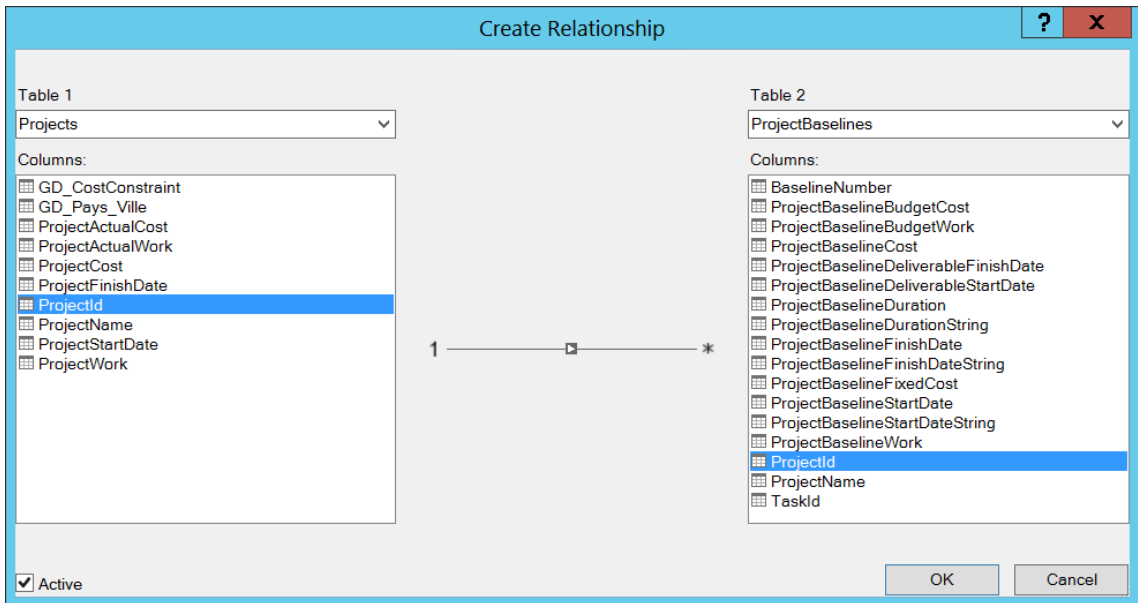 Create Relationship
?
X
Table 1
Projects
Columns:
GD_CostConstraint
GD_Pays_Ville
ProjectActualCost
ProjectActualWork
ProjectCost
ProjectFinishDate
ProjectId
ProjectName
ProjectStartDate
ProjectWork
1
*
Table 2
ProjectBaselines
Columns:
BaselineNumber
ProjectBaselineBudgetCost
ProjectBaselineBudgetWork
ProjectBaselineCost
ProjectBaselineDeliverableFinishDate
ProjectBaselineDeliverableStartDate
ProjectBaselineDuration
ProjectBaselineDurationString
ProjectBaselineFinishDate
ProjectBaselineFinishDateString
ProjectBaselineFixedCost
ProjectBaselineStartDate
ProjectBaselineStartDateString
ProjectBaselineWork
ProjectId
ProjectName
TaskId
Active
OK
Cancel